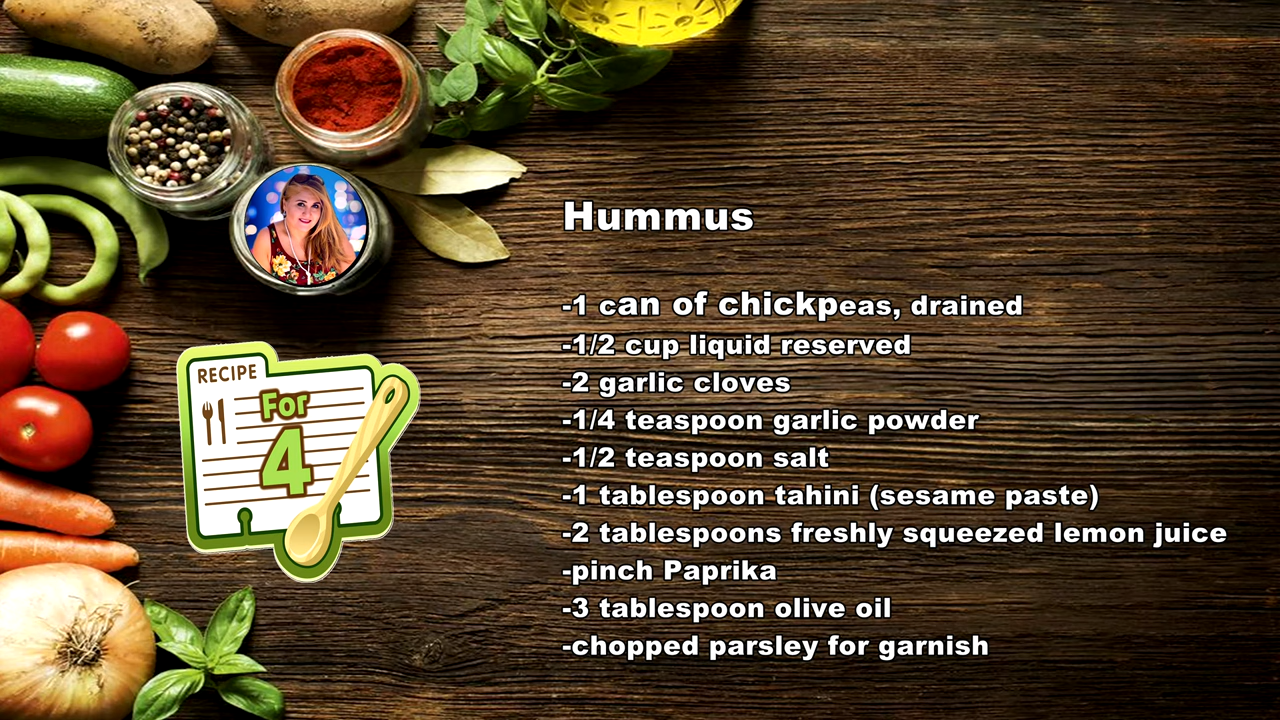 Hummus
-1 can of chickpeas, drained
-1/2 cup liquid reserved
-2 garlic cloves
-1/4 teaspoon garlic powder
-1/2 teaspoon salt
-1 tablespoon tahini (sesame paste)
-2 tablespoons freshly squeezed lemon juice
-pinch Paprika
-3 tablespoon olive oil
-chopped parsley for garnish
RECIPE
For
4